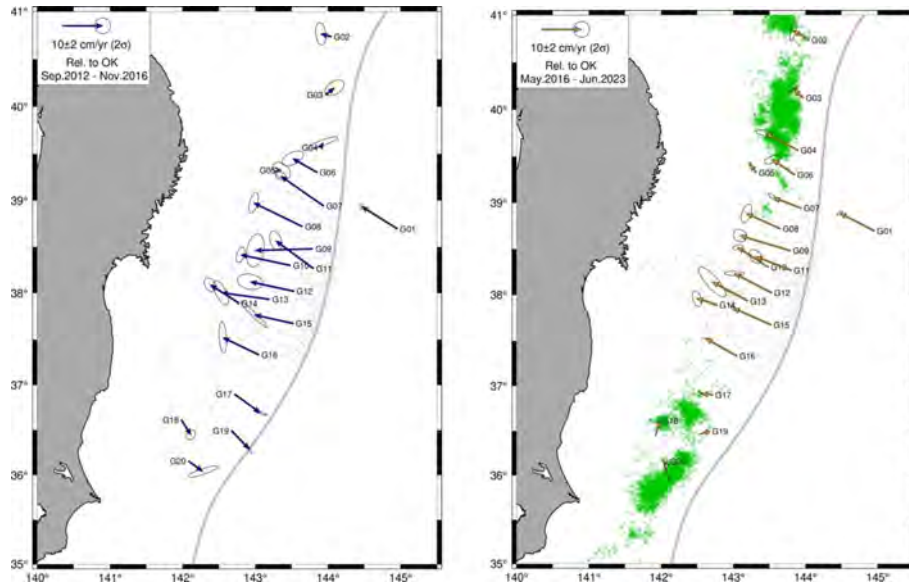 10±2 cm/yr (2σ)
Rel. to OK
Sep.2012 - Nov.2016
G02
G03
G04
G05
G06
G07
G08
G01
G09
G10
G11
G12
G13
G14
G15
G16
G17
G18
G19
G20
40°
39°
38°
37°
36°
35°
140°
141°
142°
143°
144°
145°
10±2 cm/yr (2σ)
Rel. to OK
May.2016 - Jun.2023
G02
G03
G04
G05
G06
G07
G01
G08
G09
G10
G11
G12
G13
G14
G15
G16
G17
G18
G19
41°
40°
39°
38°
37°
36°
35°
140°
141°
142°
143°
144°
145°